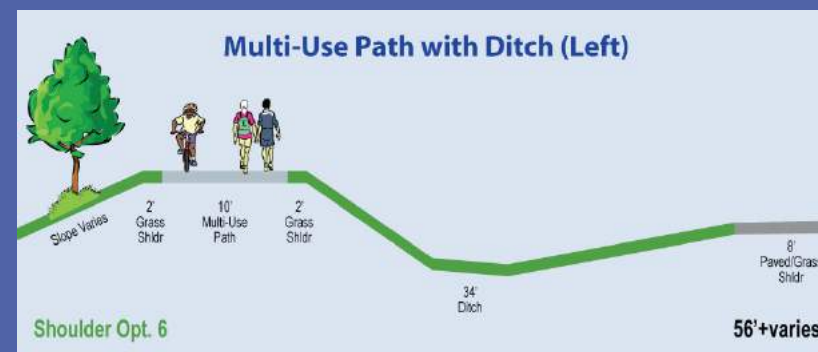 Multi-Use Path with Ditch (Left)
Slope Varies
2'
Grass
Shldr
10'
Multi-Use
Path
2'
Grass
Shldr
34'
Ditch
8'
Paved/Grass
Shldr
Shoulder Opt. 6
56'+varies